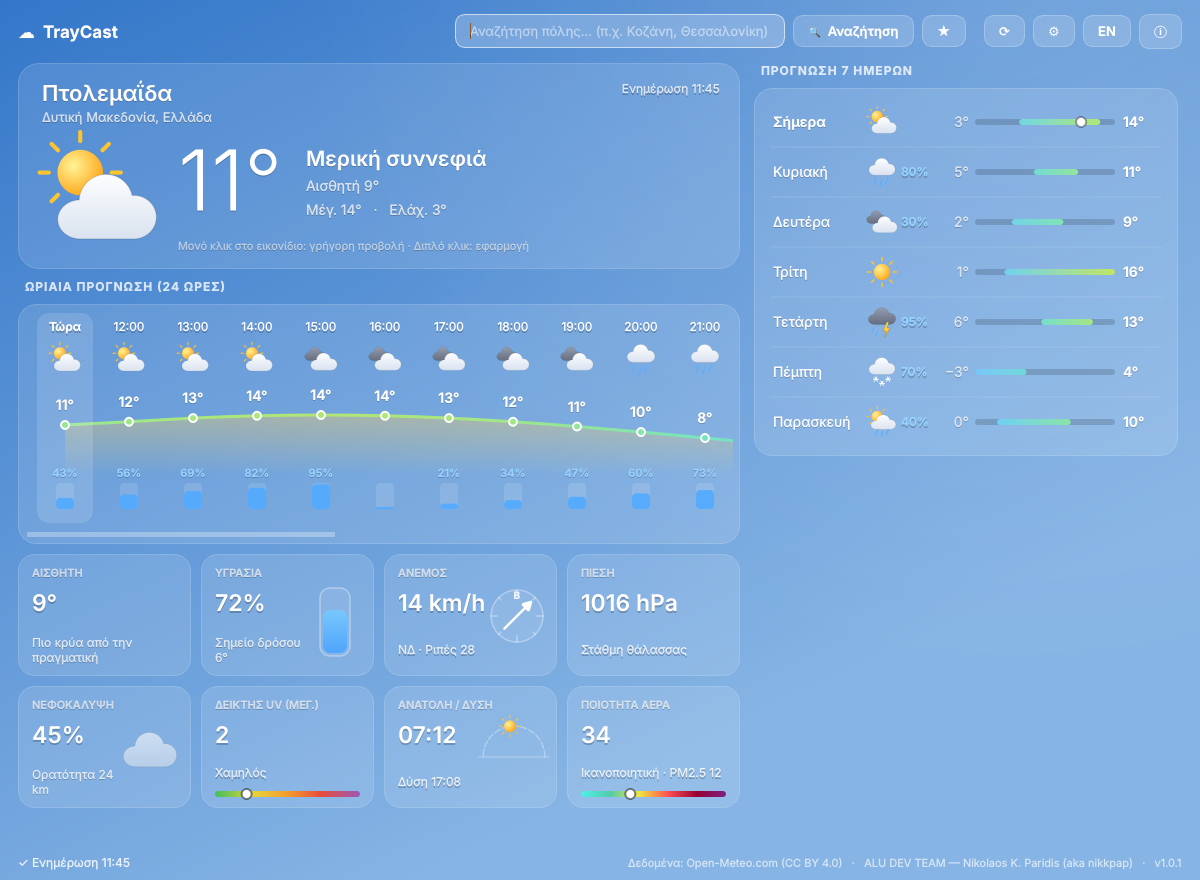 TrayCast
Αναζήτηση πόλης... (π.χ. Κοζάνη, Θεσσαλονίκη)
Αναζήτηση
EN
Πτολεμαΐδα
Ενημέρωση 11:45
Δυτική Μακεδονία, Ελλάδα
11°
Μερική συννεφιά
Αισθητή 9°
Μέγ. 14° · Ελάχ. 3°
Μονό κλικ στο εικονίδιο: γρήγορη προβολή · Διπλό κλικ: εφαρμογή
ΩΡΙΑΙΑ ΠΡΟΓΝΩΣΗ (24 ΩΡΕΣ)
Τώρα 12:00 13:00 14:00 15:00 16:00 17:00 18:00 19:00 20:00 21:00
11° 12° 13° 14° 14° 14° 13° 12° 11° 10° 8°
43% 56% 69% 82% 95% 21% 34% 47% 60% 73%
ΠΡΟΓΝΩΣΗ 7 ΗΜΕΡΩΝ
Σήμερα 3° 14°
Κυριακή 80% 5° 11°
Δευτέρα 30% 2° 9°
Τρίτη 1° 16°
Τετάρτη 95% 6° 13°
Πέμπτη 70% −3° 4°
Παρασκευή 40% 0° 10°
ΑΙΣΘΗΤΗ
9°
Πιο κρύα από την
πραγματική
ΥΓΡΑΣΙΑ
72%
Σημείο δρόσου
6°
ΑΝΕΜΟΣ
14 km/h
Β
ΝΔ · Ριπές 28
ΠΙΕΣΗ
1016 hPa
Στάθμη θάλασσας
ΝΕΦΟΚΑΛΥΨΗ
45%
Ορατότητα 24
km
ΔΕΙΚΤΗΣ UV (ΜΕΓ.)
2
Χαμηλός
ΑΝΑΤΟΛΗ / ΔΥΣΗ
07:12
Δύση 17:08
ΠΟΙΟΤΗΤΑ ΑΕΡΑ
34
Ικανοποιητική · PM2.5 12
✓ Ενημέρωση 11:45
Δεδομένα: Open-Meteo.com (CC BY 4.0) · ALU DEV TEAM — Nikolaos K. Paridis (aka nikkpap) · v1.0.1